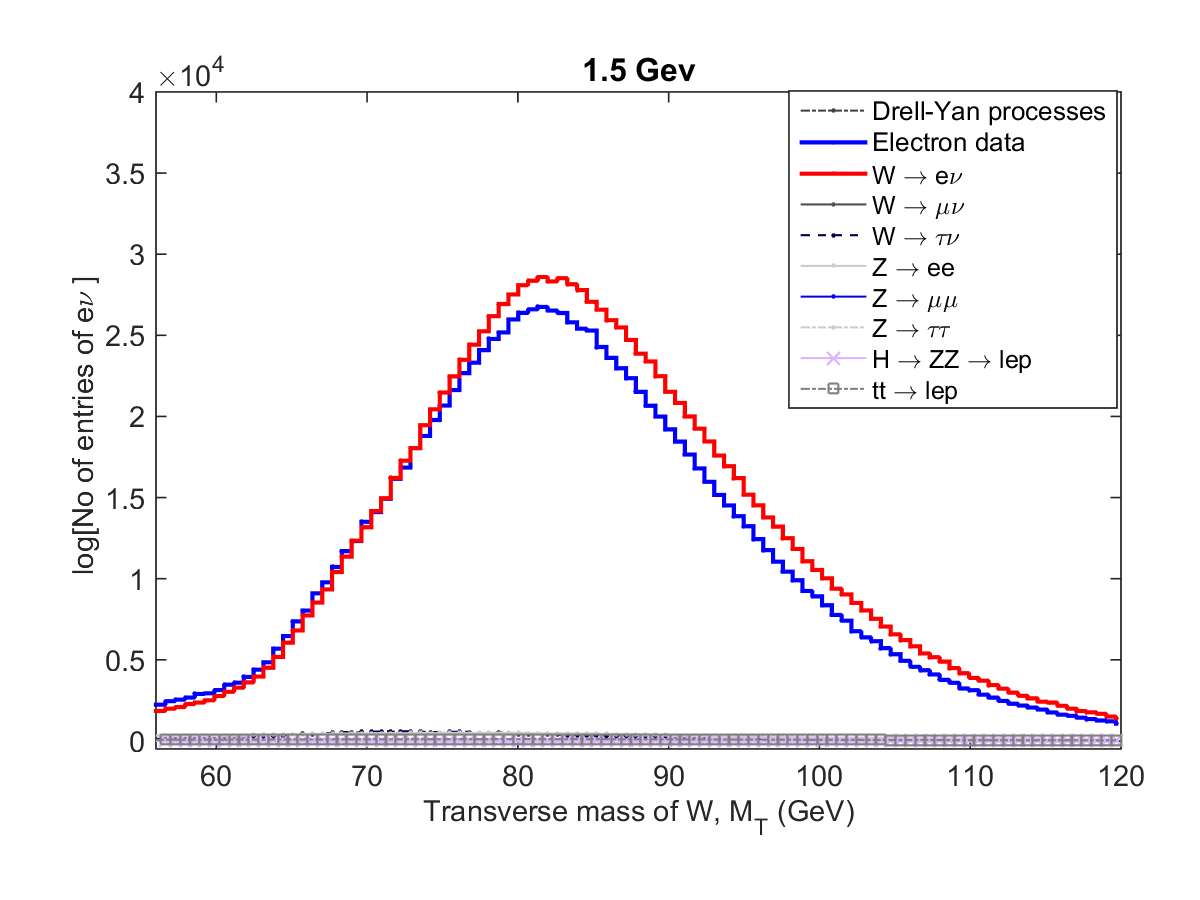 1.5 Gev
×10⁴
4
3.5
3
2.5
2
1.5
1
0.5
0
log[No of entries of eν ]
60 70 80 90 100 110 120
Transverse mass of W, M_T (GeV)
Drell-Yan processes
Electron data
W → eν
W → μν
W → τν
Z → ee
Z → μμ
Z → ττ
H → ZZ → lep
tt → lep